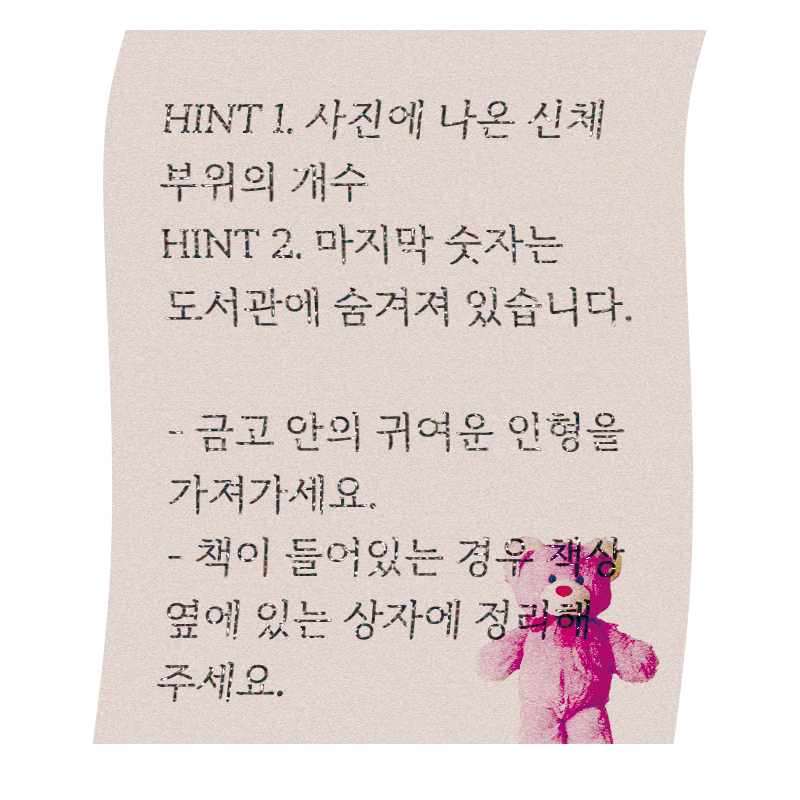 HINT 1. 사진에 나온 신체
부위의 개수
HINT 2. 마지막 숫자는
도서관에 숨겨져 있습니다.
- 금고 안의 귀여운 인형을
가져가세요.
- 책이 들어있는 경우 책상
옆에 있는 상자에 정리해
주세요.